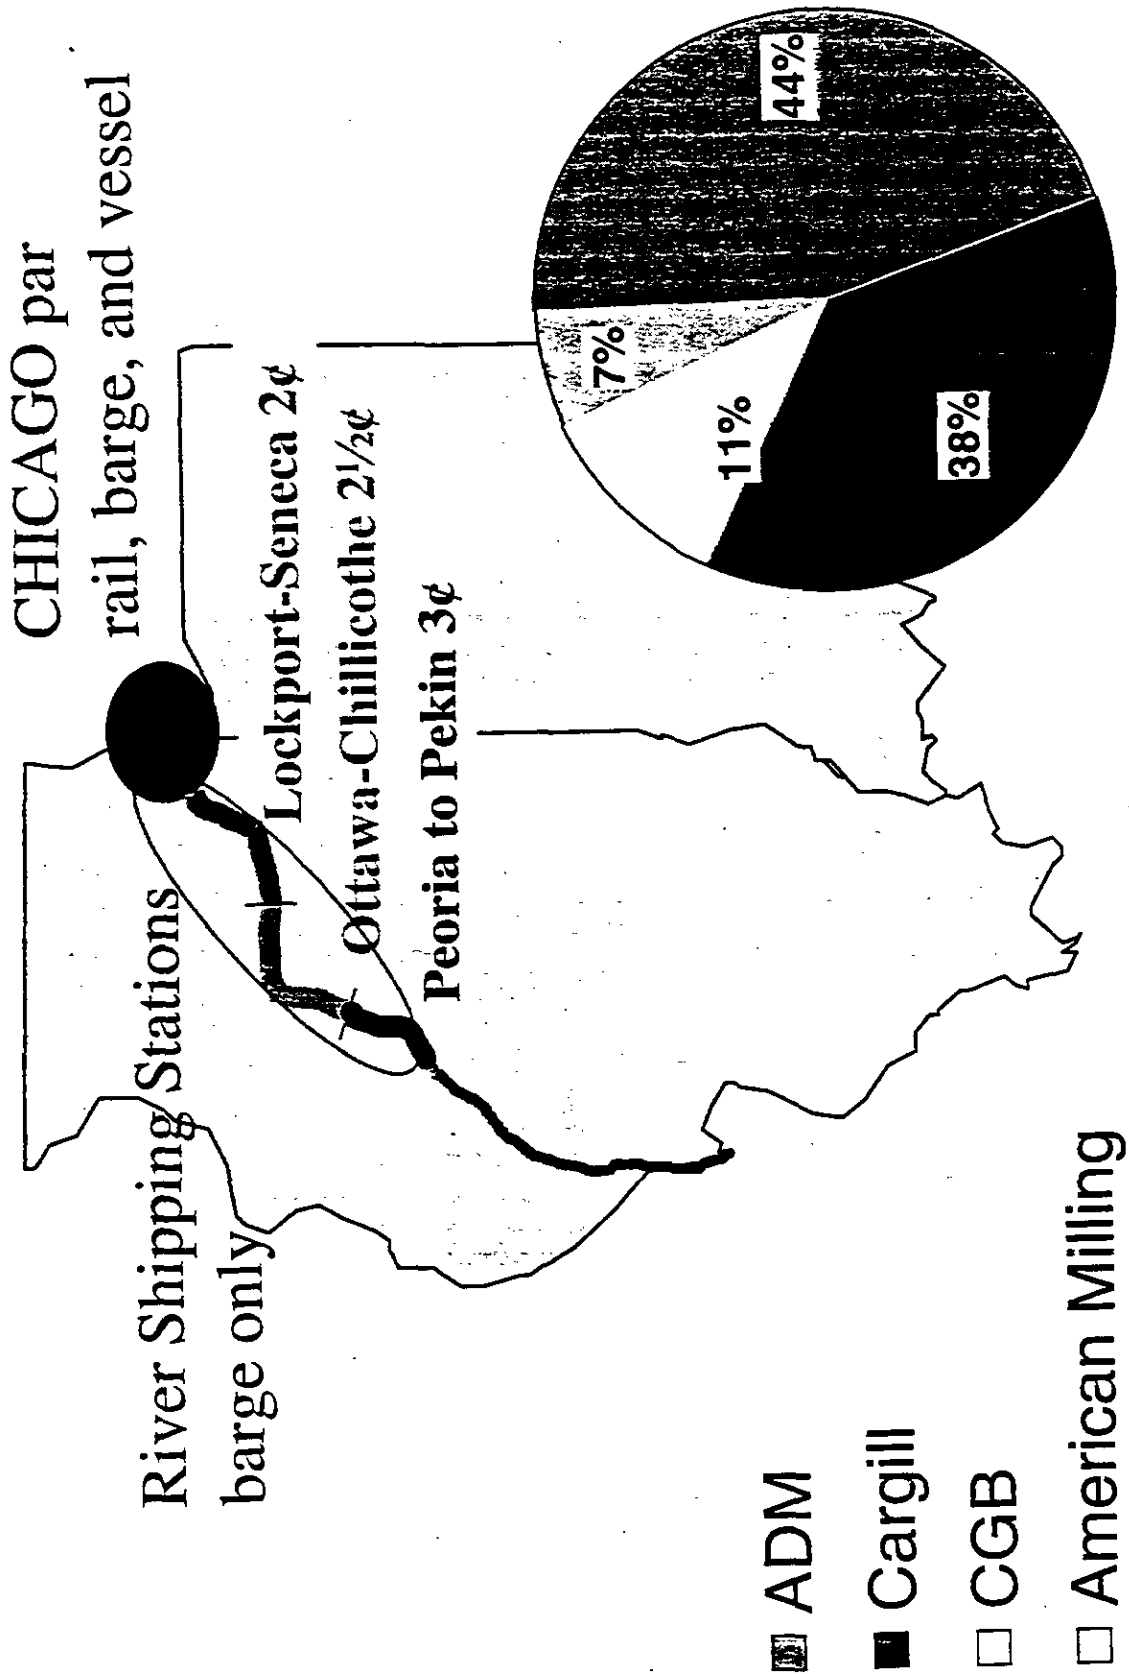 CHICAGO par
rail, barge, and vessel
River Shipping Stations
barge only
Lockport-Seneca 2¢
Ottawa-Chillicothe 2½¢
Peoria to Pekin 3¢
44%
7%
11%
38%
ADM
Cargill
CGB
American Milling